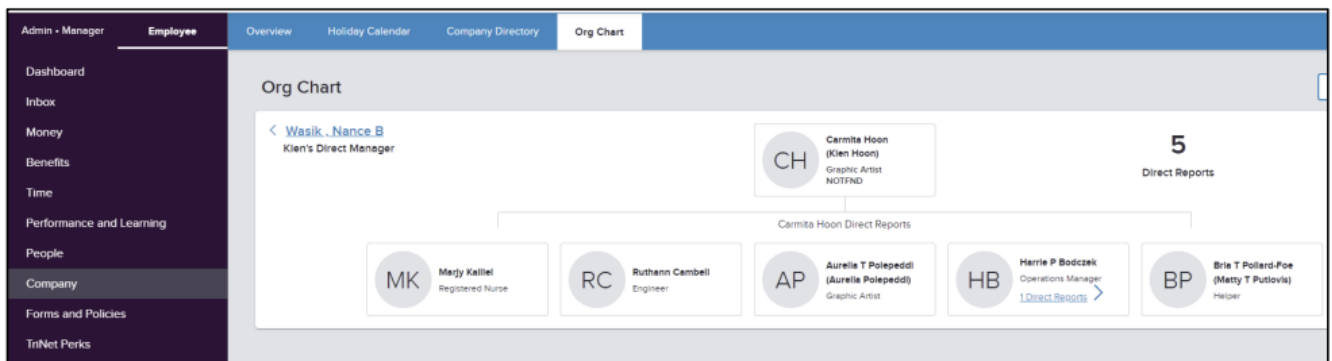 Admin • Manager
Employee
Overview
Holiday Calendar
Company Directory
Org Chart
Dashboard
Inbox
Money
Benefits
Time
Performance and Learning
People
Company
Forms and Policies
TriNet Perks
Org Chart
< Wasik , Nance B
Kien's Direct Manager
CH
Carmita Hoon
(Kien Hoon)
Graphic Artist
NOTFND
5
Direct Reports
Carmita Hoon Direct Reports
MK
Marjy Kalliel
Registered Nurse
RC
Ruthann Cambell
Engineer
AP
Aurelia T Polepeddi
(Aurelia Polepeddi)
Graphic Artist
HB
Harrie P Bodczek
Operations Manager
1 Direct Reports >
BP
Bria T Pollard-Foe
(Matty T Putlovis)
Helper